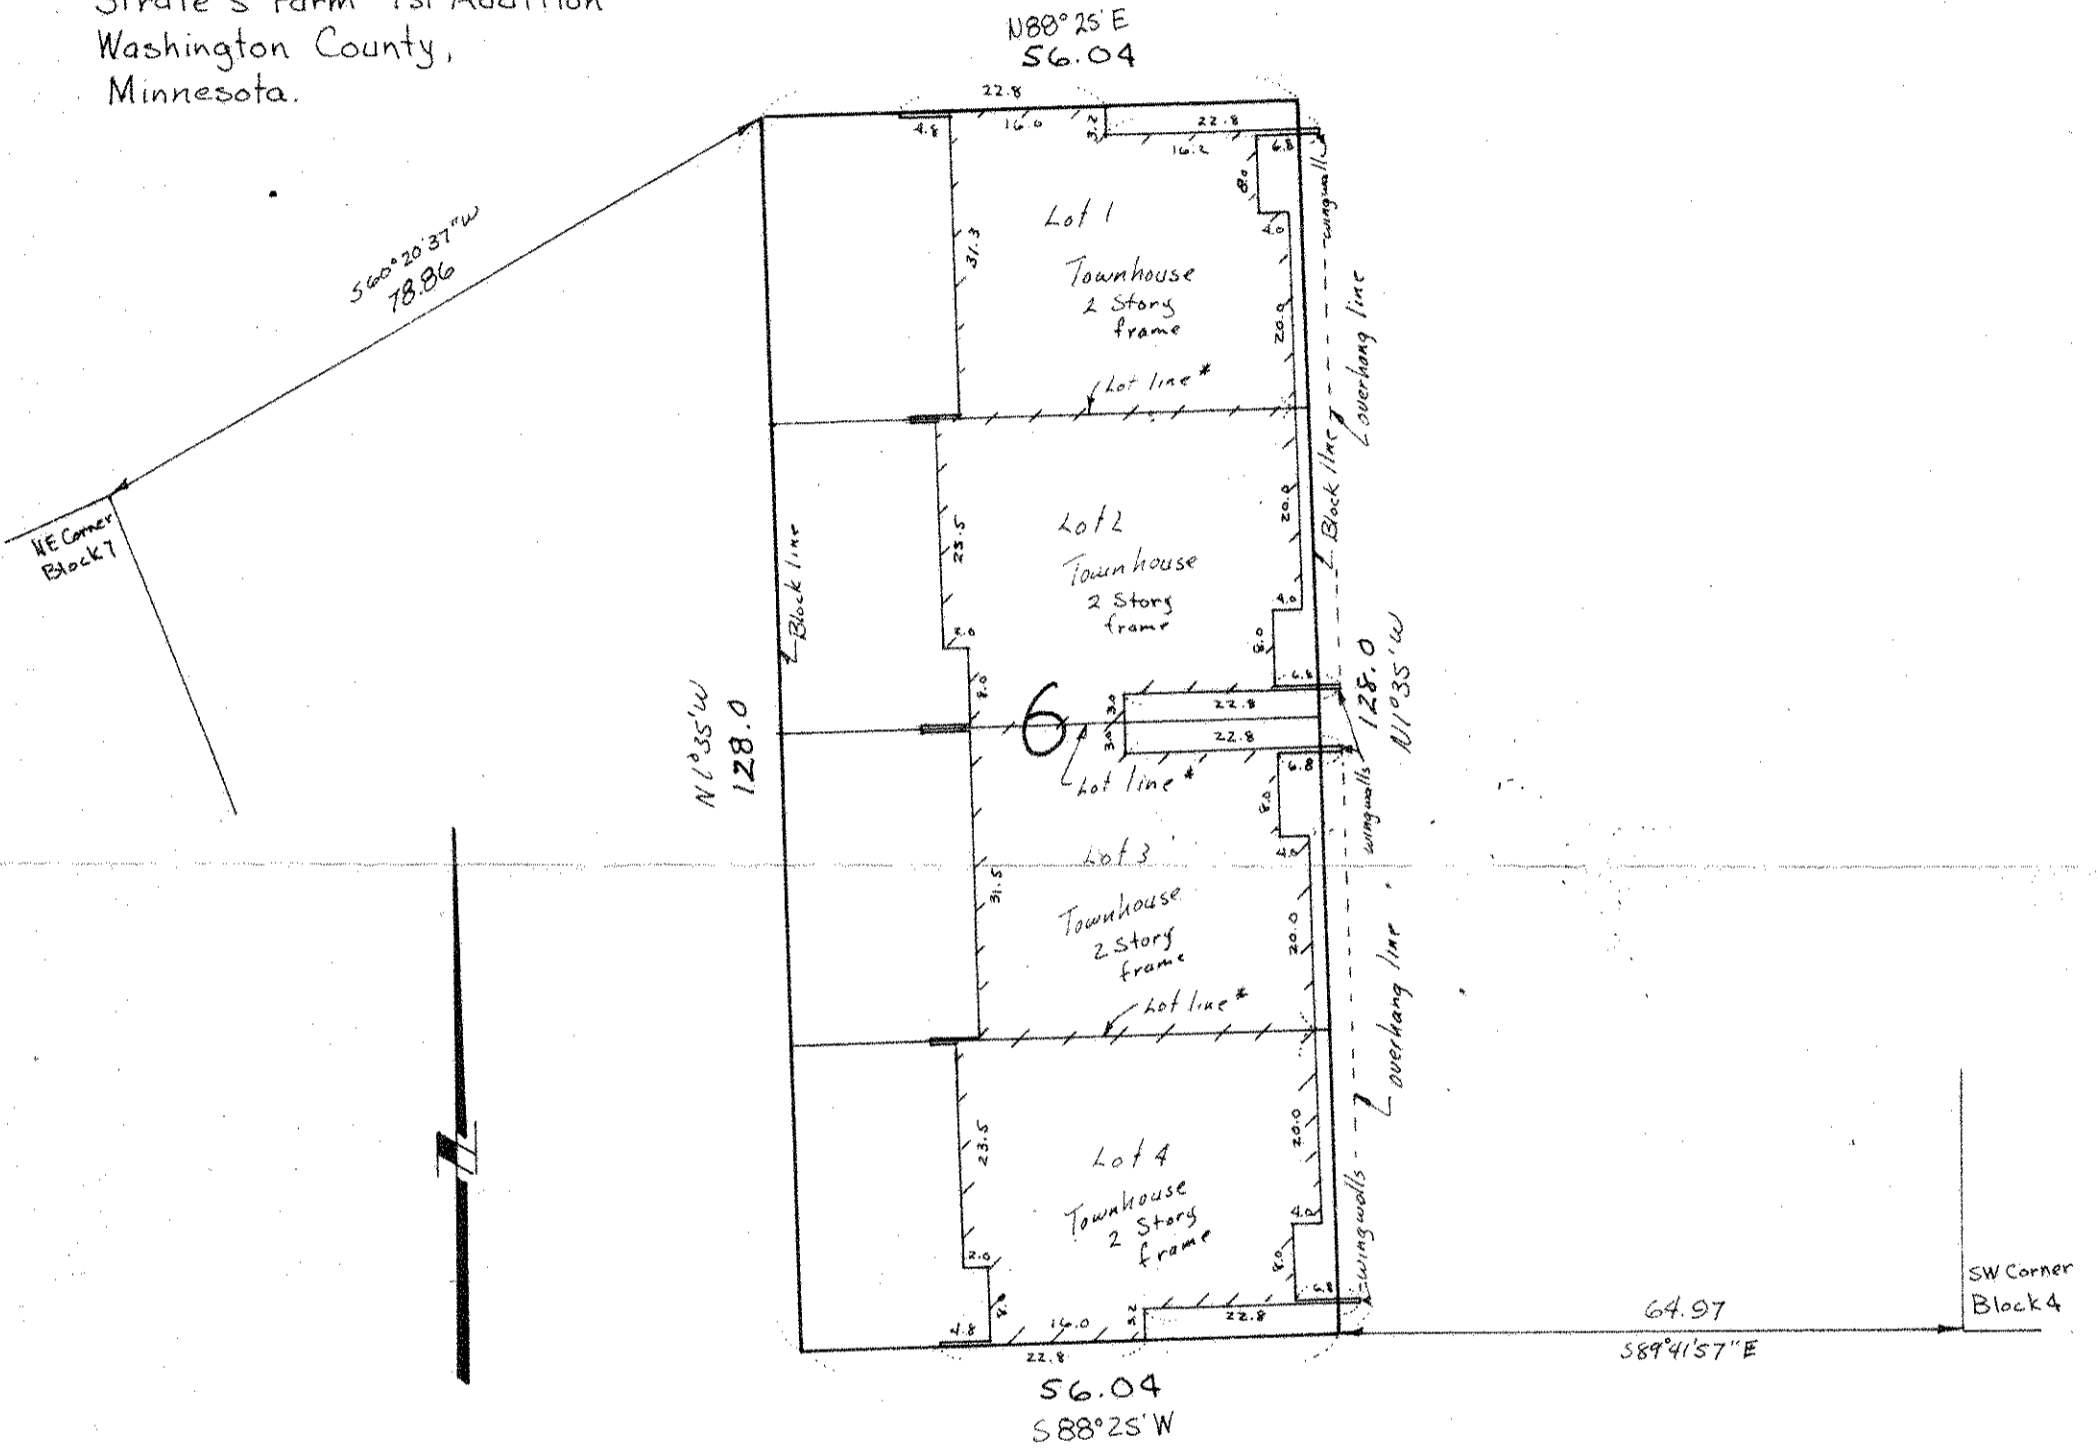 Farm 1st Addition
Washington County,
Minnesota.
N88°25'E
56.04
22.8
4.8
16.0
3.2
22.8
16.2
6.8
8.0
4.0
wingwalls
S60°20'37"W
78.86
31.3
Lot 1
Townhouse
2 Story
frame
20.0
Lot line*
overhang line
Block line
NE Corner
Block 7
Block line
23.5
Lot 2
Townhouse
2 Story
frame
20.0
4.0
8.0
2.0
8.0
6.8
3.0
22.8
6
3.0
22.8
Lot line*
N1°35'W
128.0
128.0
N1°35'W
6.8
8.0
4.0
wingwalls
Lot 3
Townhouse
2 Story
frame
31.5
20.0
Lot line*
overhang line
23.5
Lot 4
Townhouse
2 Story
frame
20.0
4.0
8.0
6.8
wingwalls
2.0
8.0
4.8
16.0
3.2
22.8
22.8
56.04
S88°25'W
64.97
S89°41'57"E
SW Corner
Block 4